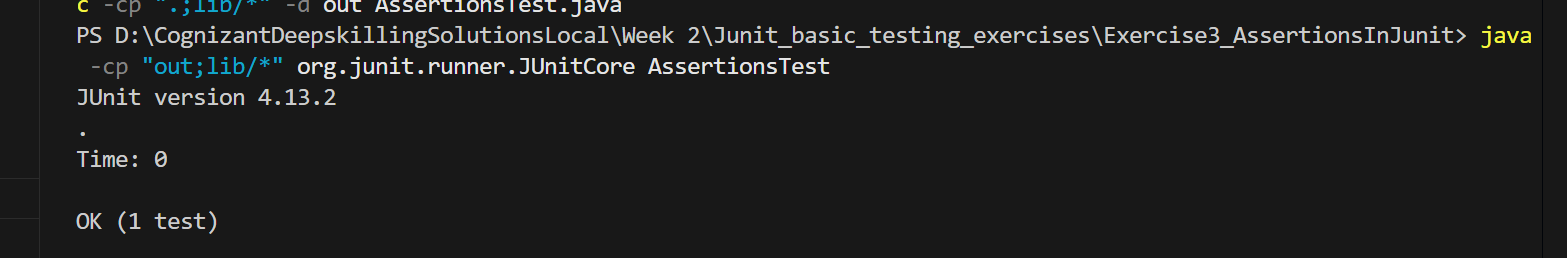 c -cp ".;lib/*" -d out AssertionsTest.java
PS D:\CognizantDeepskillingSolutionsLocal\Week 2\Junit_basic_testing_exercises\Exercise3_AssertionsInJunit> java
-cp "out;lib/*" org.junit.runner.JUnitCore AssertionsTest
JUnit version 4.13.2
.
Time: 0
OK (1 test)